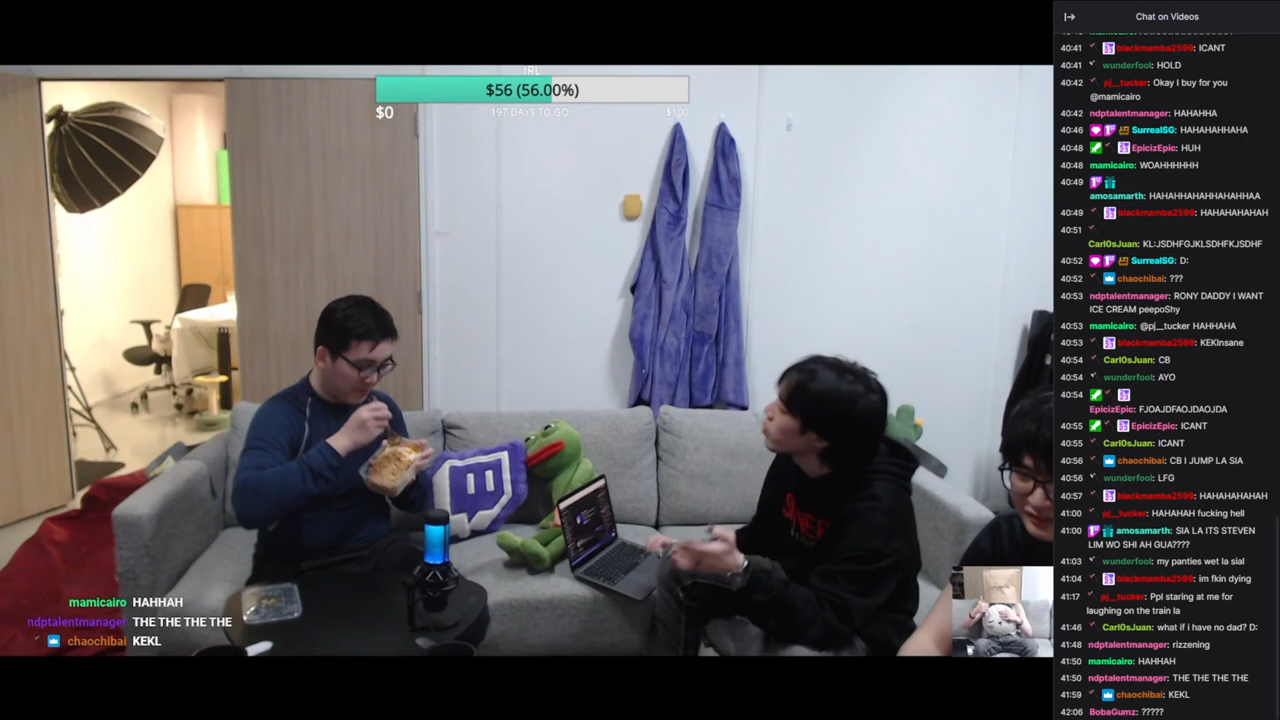 IRL
$56 (56.00%)
$0
197 DAYS TO GO
$100
mamicairo HAHHAH
ndptalentmanager THE THE THE THE
chaochibai KEKL
Chat on Videos
40:41 blackmamba2599: ICANT
40:41 wunderfool: HOLD
40:42 pj__tucker: Okay I buy for you
@mamicairo
40:42 ndptalentmanager: HAHAHHA
40:46 SurrealSG: HAHAHAHHAHA
40:48 EpicizEpic: HUH
40:48 mamicairo: WOAHHHHHH
40:49
amosamarth: HAHAHHAHAHHAHAHHAA
40:49 blackmamba2599: HAHAHAHAHAH
40:51
Carl0sJuan: KL:JSDHFGJKLSDHFKJSDHF
40:52 SurrealSG: D:
40:52 chaochibai: ???
40:53 ndptalentmanager: RONY DADDY I WANT
ICE CREAM peepoShy
40:53 mamicairo: @pj__tucker HAHHAHA
40:53 blackmamba2599: KEKInsane
40:54 Carl0sJuan: CB
40:54 wunderfool: AYO
40:54
EpicizEpic: FJOAJDFAOJDAOJDA
40:55 EpicizEpic: ICANT
40:55 Carl0sJuan: ICANT
40:56 chaochibai: CB I JUMP LA SIA
40:56 wunderfool: LFG
40:57 blackmamba2599: HAHAHAHAHAH
41:00 pj__tucker: HAHAHAH fucking hell
41:00 amosamarth: SIA LA ITS STEVEN
LIM WO SHI AH GUA????
41:03 wunderfool: my panties wet la sial
41:04 blackmamba2599: im fkin dying
41:17 pj__tucker: Ppl staring at me for
laughing on the train la
41:46 Carl0sJuan: what if i have no dad? D:
41:48 ndptalentmanager: rizzening
41:50 mamicairo: HAHHAH
41:50 ndptalentmanager: THE THE THE THE
41:59 chaochibai: KEKL
42:06 BobaGumz: ?????